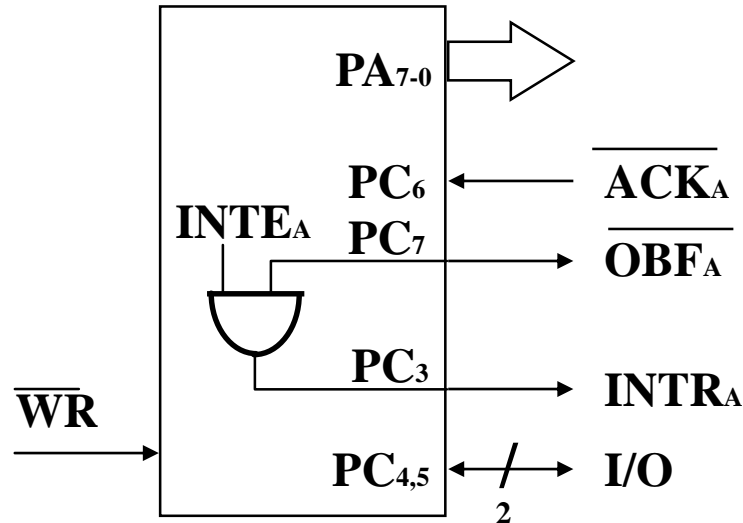 PA7-0
PC6
ACKA
INTEA
PC7
OBFA
PC3
INTRA
WR
PC4,5
I/O
2